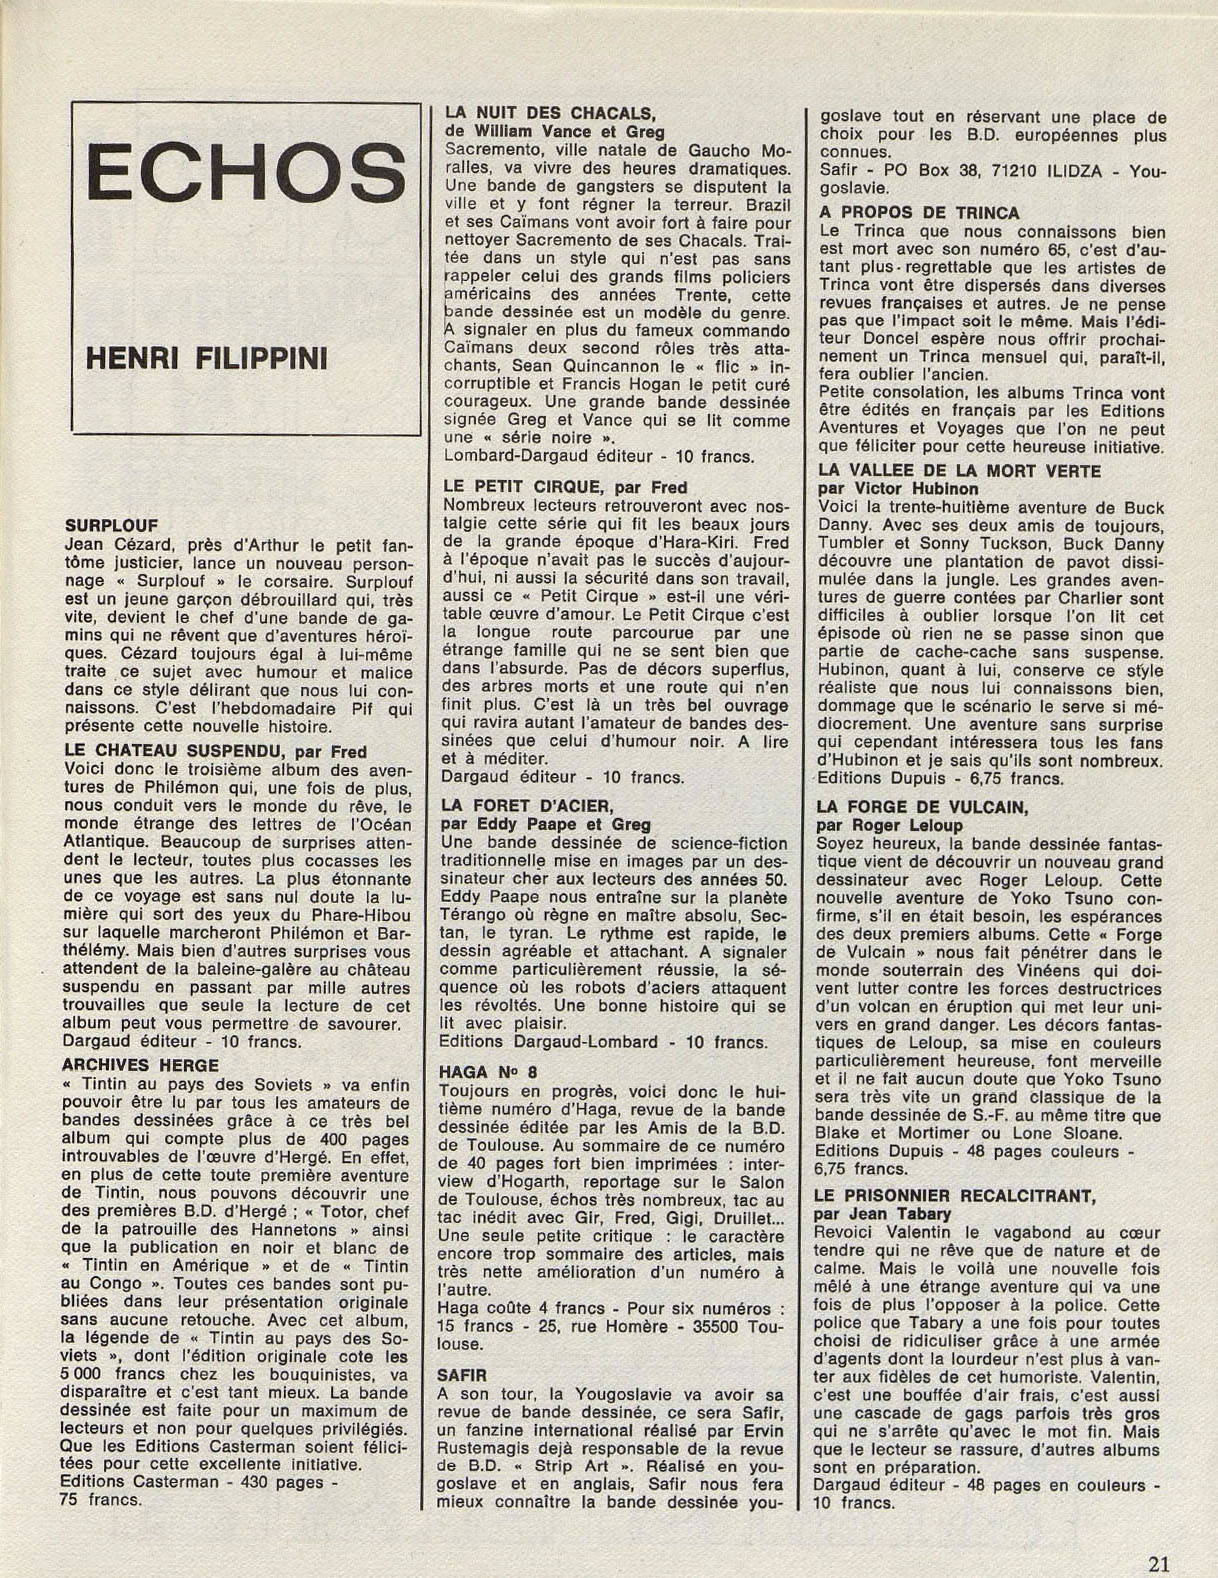 ECHOS
HENRI FILIPPINI
SURPLOUF
Jean Cézard, près d'Arthur le petit fan-
tôme justicier, lance un nouveau person-
nage « Surplouf » le corsaire. Surplouf
est un jeune garçon débrouillard qui, très
vite, devient le chef d'une bande de ga-
mins qui ne rêvent que d'aventures héroï-
ques. Cézard toujours égal à lui-même
traite ce sujet avec humour et malice
dans ce style délirant que nous lui con-
naissons. C'est l'hebdomadaire Pif qui
présente cette nouvelle histoire.
LE CHATEAU SUSPENDU, par Fred
Voici donc le troisième album des aven-
tures de Philémon qui, une fois de plus,
nous conduit vers le monde du rêve, le
monde étrange des lettres de l'Océan
Atlantique. Beaucoup de surprises atten-
dent le lecteur, toutes plus cocasses les
unes que les autres. La plus étonnante
de ce voyage est sans nul doute la lu-
mière qui sort des yeux du Phare-Hibou
sur laquelle marcheront Philémon et Bar-
thélémy. Mais bien d'autres surprises vous
attendent de la baleine-galère au château
suspendu en passant par mille autres
trouvailles que seule la lecture de cet
album peut vous permettre de savourer.
Dargaud éditeur - 10 francs.
ARCHIVES HERGE
« Tintin au pays des Soviets » va enfin
pouvoir être lu par tous les amateurs de
bandes dessinées grâce à ce très bel
album qui compte plus de 400 pages
introuvables de l'œuvre d'Hergé. En effet,
en plus de cette toute première aventure
de Tintin, nous pouvons découvrir une
des premières B.D. d'Hergé ; « Totor, chef
de la patrouille des Hannetons » ainsi
que la publication en noir et blanc de
« Tintin en Amérique » et de « Tintin
au Congo ». Toutes ces bandes sont pu-
bliées dans leur présentation originale
sans aucune retouche. Avec cet album,
la légende de « Tintin au pays des So-
viets », dont l'édition originale cote les
5 000 francs chez les bouquinistes, va
disparaître et c'est tant mieux. La bande
dessinée est faite pour un maximum de
lecteurs et non pour quelques privilégiés.
Que les Editions Casterman soient félici-
tées pour cette excellente initiative.
Editions Casterman - 430 pages -
75 francs.
LA NUIT DES CHACALS,
de William Vance et Greg
Sacremento, ville natale de Gaucho Mo-
ralles, va vivre des heures dramatiques.
Une bande de gangsters se disputent la
ville et y font régner la terreur. Brazil
et ses Caïmans vont avoir fort à faire pour
nettoyer Sacremento de ses Chacals. Trai-
tée dans un style qui n'est pas sans
rappeler celui des grands films policiers
américains des années Trente, cette
bande dessinée est un modèle du genre.
A signaler en plus du fameux commando
Caïmans deux second rôles très atta-
chants, Sean Quincannon le « flic » in-
corruptible et Francis Hogan le petit curé
courageux. Une grande bande dessinée
signée Greg et Vance qui se lit comme
une « série noire ».
Lombard-Dargaud éditeur - 10 francs.
LE PETIT CIRQUE, par Fred
Nombreux lecteurs retrouveront avec nos-
talgie cette série qui fit les beaux jours
de la grande époque d'Hara-Kiri. Fred
à l'époque n'avait pas le succès d'aujour-
d'hui, ni aussi la sécurité dans son travail,
aussi ce « Petit Cirque » est-il une véri-
table œuvre d'amour. Le Petit Cirque c'est
la longue route parcourue par une
étrange famille qui ne se sent bien que
dans l'absurde. Pas de décors superflus,
des arbres morts et une route qui n'en
finit plus. C'est là un très bel ouvrage
qui ravira autant l'amateur de bandes des-
sinées que celui d'humour noir. A lire
et à méditer.
Dargaud éditeur - 10 francs.
LA FORET D'ACIER,
par Eddy Paape et Greg
Une bande dessinée de science-fiction
traditionnelle mise en images par un des-
sinateur cher aux lecteurs des années 50.
Eddy Paape nous entraîne sur la planète
Térango où règne en maître absolu, Sec-
tan, le tyran. Le rythme est rapide, le
dessin agréable et attachant. A signaler
comme particulièrement réussie, la sé-
quence où les robots d'aciers attaquent
les révoltés. Une bonne histoire qui se
lit avec plaisir.
Editions Dargaud-Lombard - 10 francs.
HAGA Nº 8
Toujours en progrès, voici donc le hui-
tième numéro d'Haga, revue de la bande
dessinée éditée par les Amis de la B.D.
de Toulouse. Au sommaire de ce numéro
de 40 pages fort bien imprimées : inter-
view d'Hogarth, reportage sur le Salon
de Toulouse, échos très nombreux, tac au
tac inédit avec Gir, Fred, Gigi, Druillet...
Une seule petite critique : le caractère
encore trop sommaire des articles, mais
très nette amélioration d'un numéro à
l'autre.
Haga coûte 4 francs - Pour six numéros :
15 francs - 25, rue Homère - 35500 Tou-
louse.
SAFIR
A son tour, la Yougoslavie va avoir sa
revue de bande dessinée, ce sera Safir,
un fanzine international réalisé par Ervin
Rustemagis dejà responsable de la revue
de B.D. « Strip Art ». Réalisé en you-
goslave et en anglais, Safir nous fera
mieux connaître la bande dessinée you-
goslave tout en réservant une place de
choix pour les B.D. européennes plus
connues.
Safir - PO Box 38, 71210 ILIDZA - You-
goslavie.
A PROPOS DE TRINCA
Le Trinca que nous connaissons bien
est mort avec son numéro 65, c'est d'au-
tant plus regrettable que les artistes de
Trinca vont être dispersés dans diverses
revues françaises et autres. Je ne pense
pas que l'impact soit le même. Mais l'édi-
teur Doncel espère nous offrir prochai-
nement un Trinca mensuel qui, paraît-il,
fera oublier l'ancien.
Petite consolation, les albums Trinca vont
être édités en français par les Editions
Aventures et Voyages que l'on ne peut
que féliciter pour cette heureuse initiative.
LA VALLEE DE LA MORT VERTE
par Victor Hubinon
Voici la trente-huitième aventure de Buck
Danny. Avec ses deux amis de toujours,
Tumbler et Sonny Tuckson, Buck Danny
découvre une plantation de pavot dissi-
mulée dans la jungle. Les grandes aven-
tures de guerre contées par Charlier sont
difficiles à oublier lorsque l'on lit cet
épisode où rien ne se passe sinon que
partie de cache-cache sans suspense.
Hubinon, quant à lui, conserve ce style
réaliste que nous lui connaissons bien,
dommage que le scénario le serve si mé-
diocrement. Une aventure sans surprise
qui cependant intéressera tous les fans
d'Hubinon et je sais qu'ils sont nombreux.
Editions Dupuis - 6,75 francs.
LA FORGE DE VULCAIN,
par Roger Leloup
Soyez heureux, la bande dessinée fantas-
tique vient de découvrir un nouveau grand
dessinateur avec Roger Leloup. Cette
nouvelle aventure de Yoko Tsuno con-
firme, s'il en était besoin, les espérances
des deux premiers albums. Cette « Forge
de Vulcain » nous fait pénétrer dans le
monde souterrain des Vinéens qui doi-
vent lutter contre les forces destructrices
d'un volcan en éruption qui met leur uni-
vers en grand danger. Les décors fantas-
tiques de Leloup, sa mise en couleurs
particulièrement heureuse, font merveille
et il ne fait aucun doute que Yoko Tsuno
sera très vite un grand classique de la
bande dessinée de S.-F. au même titre que
Blake et Mortimer ou Lone Sloane.
Editions Dupuis - 48 pages couleurs -
6,75 francs.
LE PRISONNIER RECALCITRANT,
par Jean Tabary
Revoici Valentin le vagabond au cœur
tendre qui ne rêve que de nature et de
calme. Mais le voilà une nouvelle fois
mêlé à une étrange aventure qui va une
fois de plus l'opposer à la police. Cette
police que Tabary a une fois pour toutes
choisi de ridiculiser grâce à une armée
d'agents dont la lourdeur n'est plus à van-
ter aux fidèles de cet humoriste. Valentin,
c'est une bouffée d'air frais, c'est aussi
une cascade de gags parfois très gros
qui ne s'arrête qu'avec le mot fin. Mais
que le lecteur se rassure, d'autres albums
sont en préparation.
Dargaud éditeur - 48 pages en couleurs -
10 francs.
21